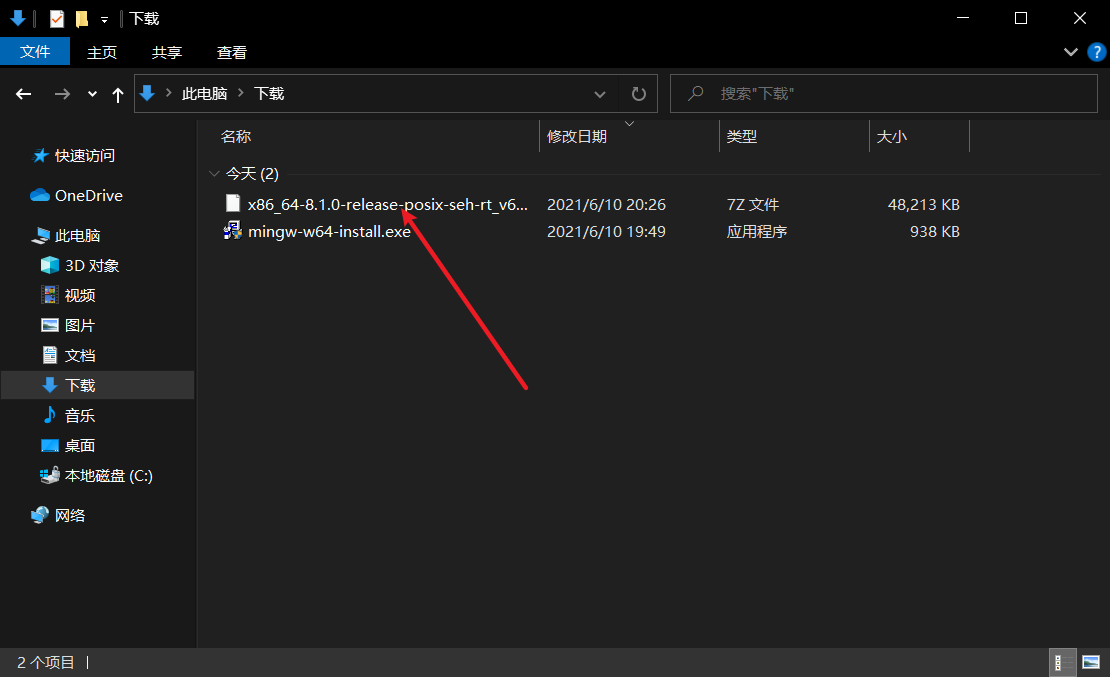 下载
文件 主页 共享 查看
此电脑 下载 搜索"下载"
名称 修改日期 类型 大小
快速访问
OneDrive
此电脑
3D 对象
视频
图片
文档
下载
音乐
桌面
本地磁盘 (C:)
网络
今天 (2)
x86_64-8.1.0-release-posix-seh-rt_v6... 2021/6/10 20:26 7Z 文件 48,213 KB
mingw-w64-install.exe 2021/6/10 19:49 应用程序 938 KB
2 个项目